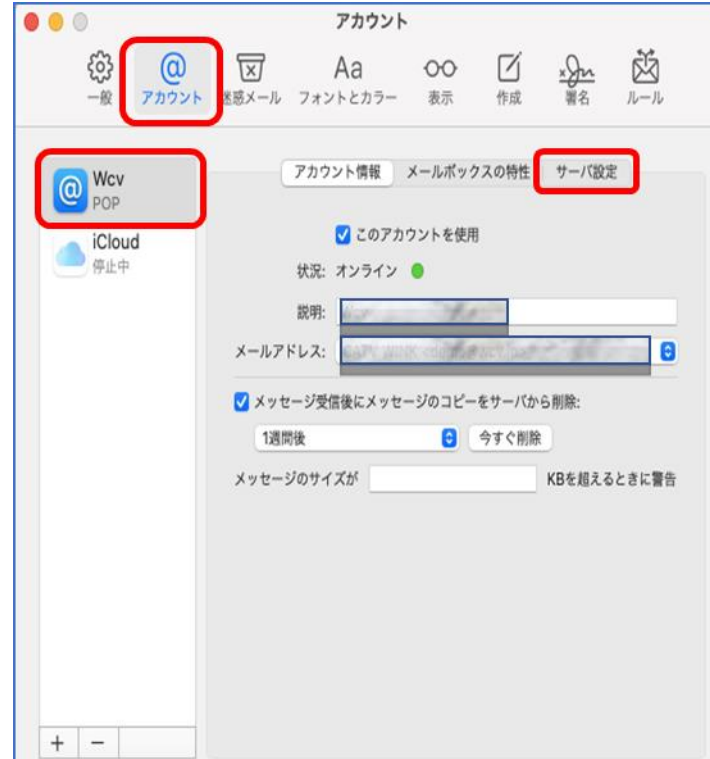 アカウント
一般 アカウント 迷惑メール Aa フォントとカラー 表示 作成 署名 ルール
Wcv
POP
iCloud
停止中
アカウント情報 メールボックスの特性 サーバ設定
このアカウントを使用
状況: オンライン
説明:
メールアドレス:
メッセージ受信後にメッセージのコピーをサーバから削除:
1週間後 今すぐ削除
メッセージのサイズが KBを超えるときに警告
+ −